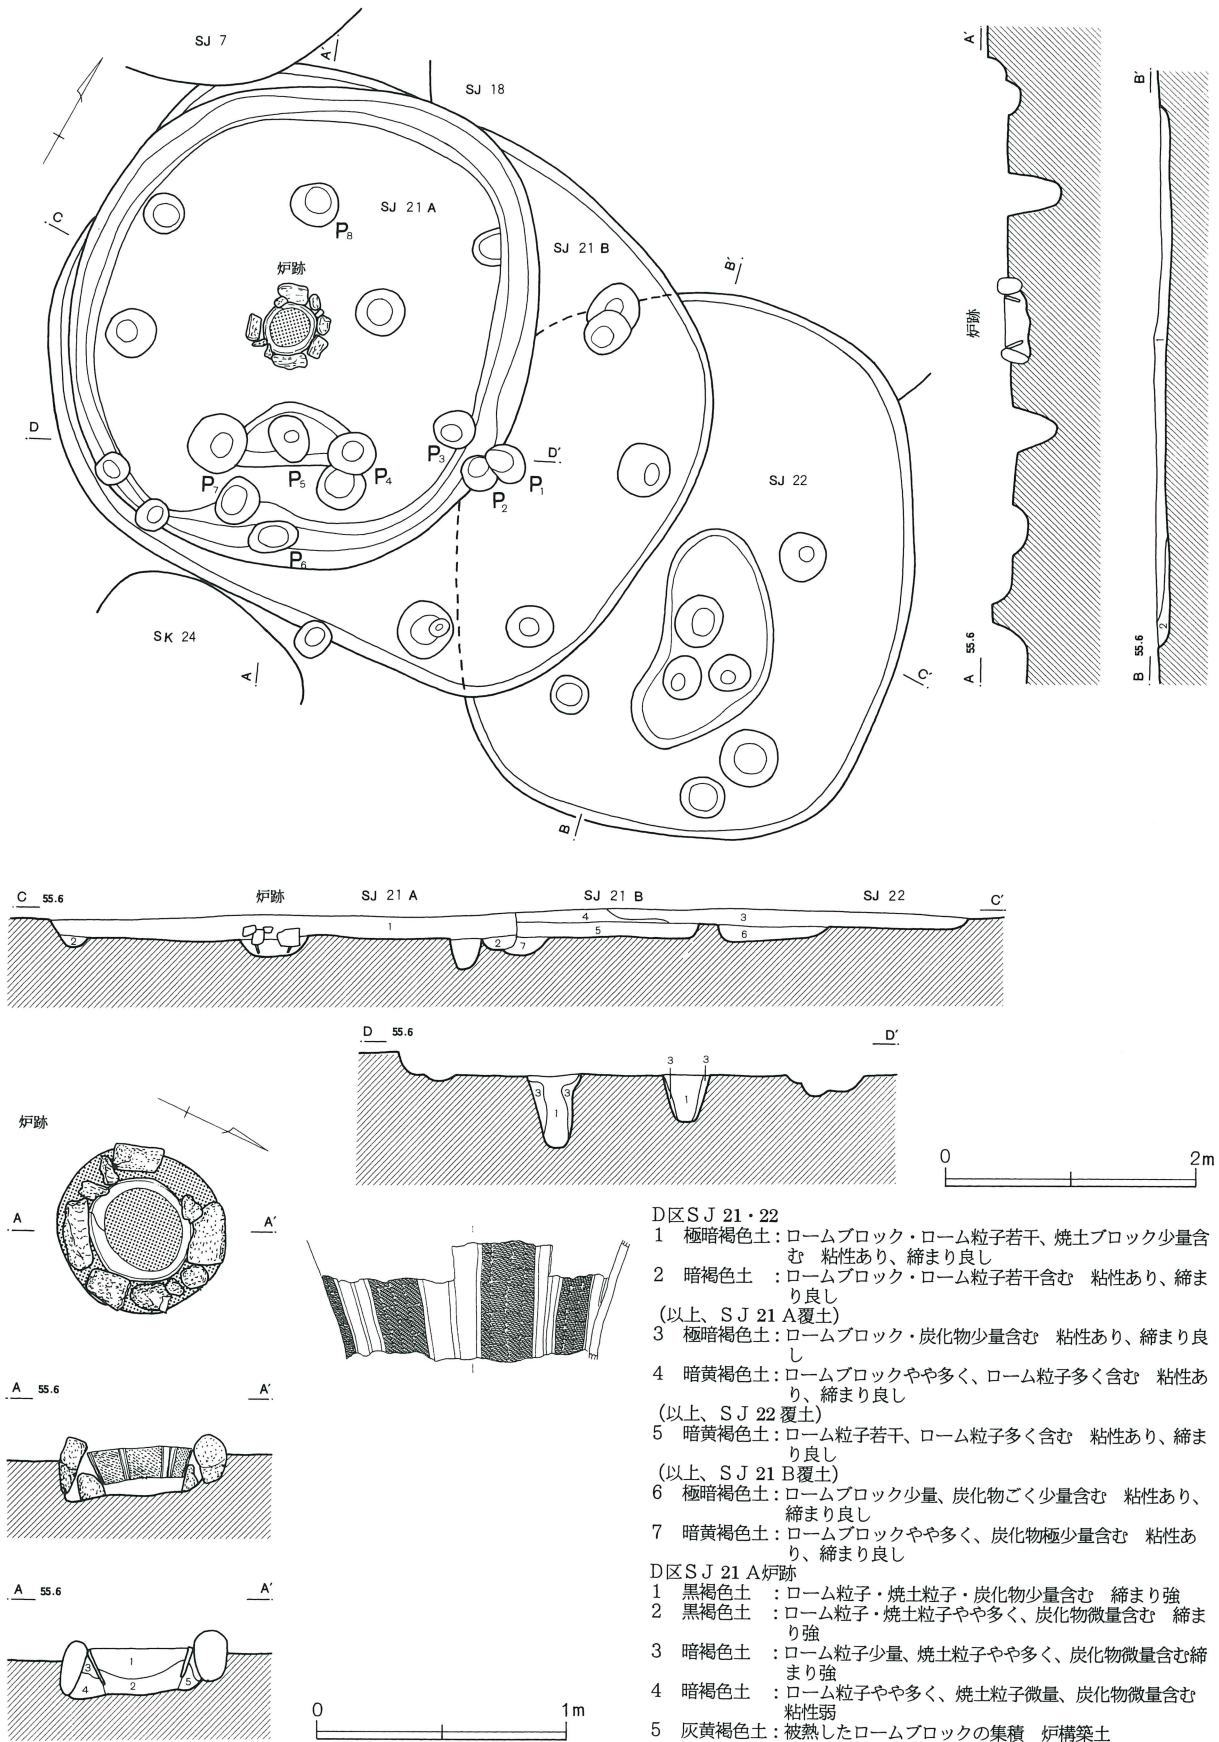 SJ 7
A′
SJ 18
A′
B′
C
SJ 21 A
P8
SJ 21 B
B′
炉跡
炉跡
D
P3
D′
P7
P5
P4
P2
P1
SJ 22
P6
SK 24
A
C′
A 55.6
B 55.6
1
2
B
C 55.6
炉跡
SJ 21 A
SJ 21 B
SJ 22
C′
1
4
3
2
5
2
7
6
D 55.6
D′
3
3
3
3
1
1
炉跡
0
2m
A
A′
D区SJ 21・22
1 極暗褐色土:ロームブロック・ローム粒子若干、焼土ブロック少量含
む 粘性あり、締まり良し
2 暗褐色土 :ロームブロック・ローム粒子若干含む 粘性あり、締ま
り良し
(以上、SJ 21 A覆土)
3 極暗褐色土:ロームブロック・炭化物少量含む 粘性あり、締まり良
し
4 暗黄褐色土:ロームブロックやや多く、ローム粒子多く含む 粘性あ
り、締まり良し
(以上、SJ 22 覆土)
5 暗黄褐色土:ローム粒子若干、ローム粒子多く含む 粘性あり、締ま
り良し
(以上、SJ 21 B覆土)
6 極暗褐色土:ロームブロック少量、炭化物ごく少量含む 粘性あり、
締まり良し
7 暗黄褐色土:ロームブロックやや多く、炭化物極少量含む 粘性あ
り、締まり良し
D区SJ 21 A炉跡
1 黒褐色土 :ローム粒子・焼土粒子・炭化物少量含む 締まり強
2 黒褐色土 :ローム粒子・焼土粒子やや多く、炭化物微量含む 締ま
り強
3 暗褐色土 :ローム粒子少量、焼土粒子やや多く、炭化物微量含む締
まり強
4 暗褐色土 :ローム粒子やや多く、焼土粒子微量、炭化物微量含む
粘性弱
5 灰黄褐色土:被熱したロームブロックの集積 炉構築土
A 55.6
A′
A 55.6
A′
1
3
2
4
5
0
1m